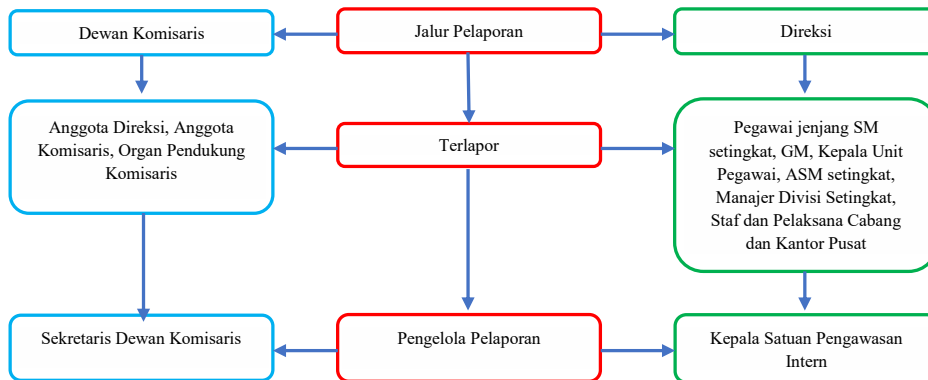 Dewan Komisaris
Jalur Pelaporan
Direksi
Anggota Direksi, Anggota
Komisaris, Organ Pendukung
Komisaris
Terlapor
Pegawai jenjang SM
setingkat, GM, Kepala Unit
Pegawai, ASM setingkat,
Manajer Divisi Setingkat,
Staf dan Pelaksana Cabang
dan Kantor Pusat
Sekretaris Dewan Komisaris
Pengelola Pelaporan
Kepala Satuan Pengawasan
Intern